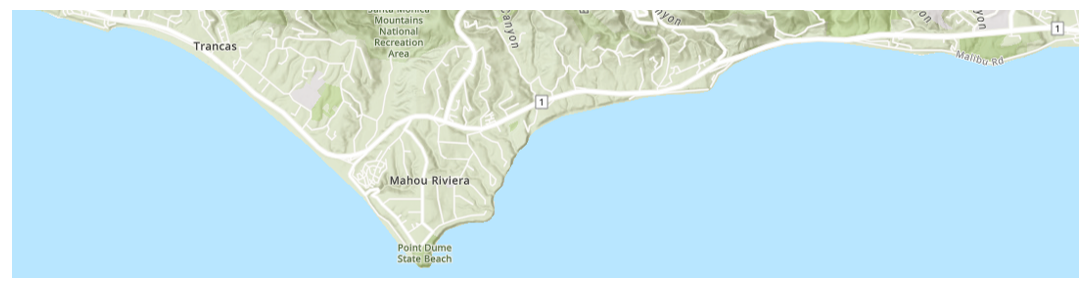 Santa Monica
Mountains
National
Recreation
Area
Trancas
Canyon
Canyon
Canyon
1
Malibu Rd
1
Mahou Riviera
Point Dume
State Beach